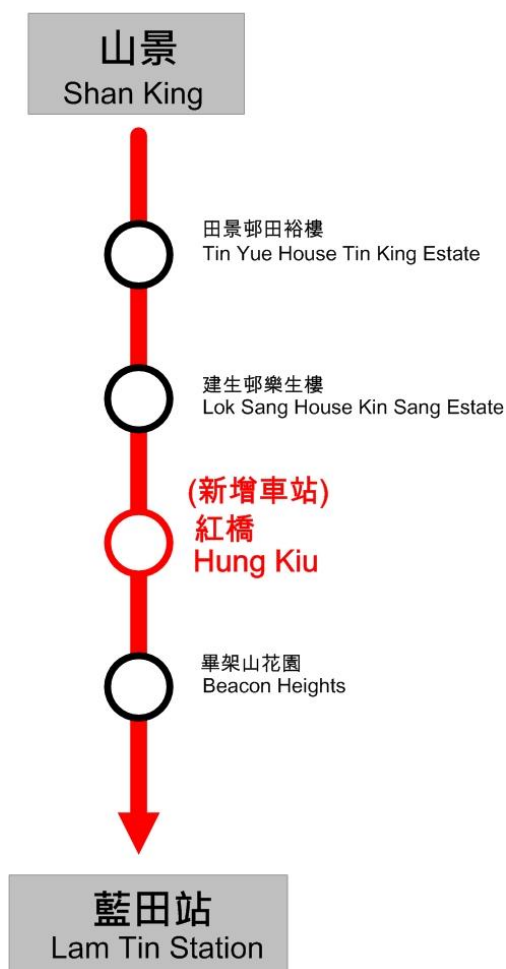 山景
Shan King
田景邨田裕樓
Tin Yue House Tin King Estate
建生邨樂生樓
Lok Sang House Kin Sang Estate
(新增車站)
紅橋
Hung Kiu
畢架山花園
Beacon Heights
藍田站
Lam Tin Station